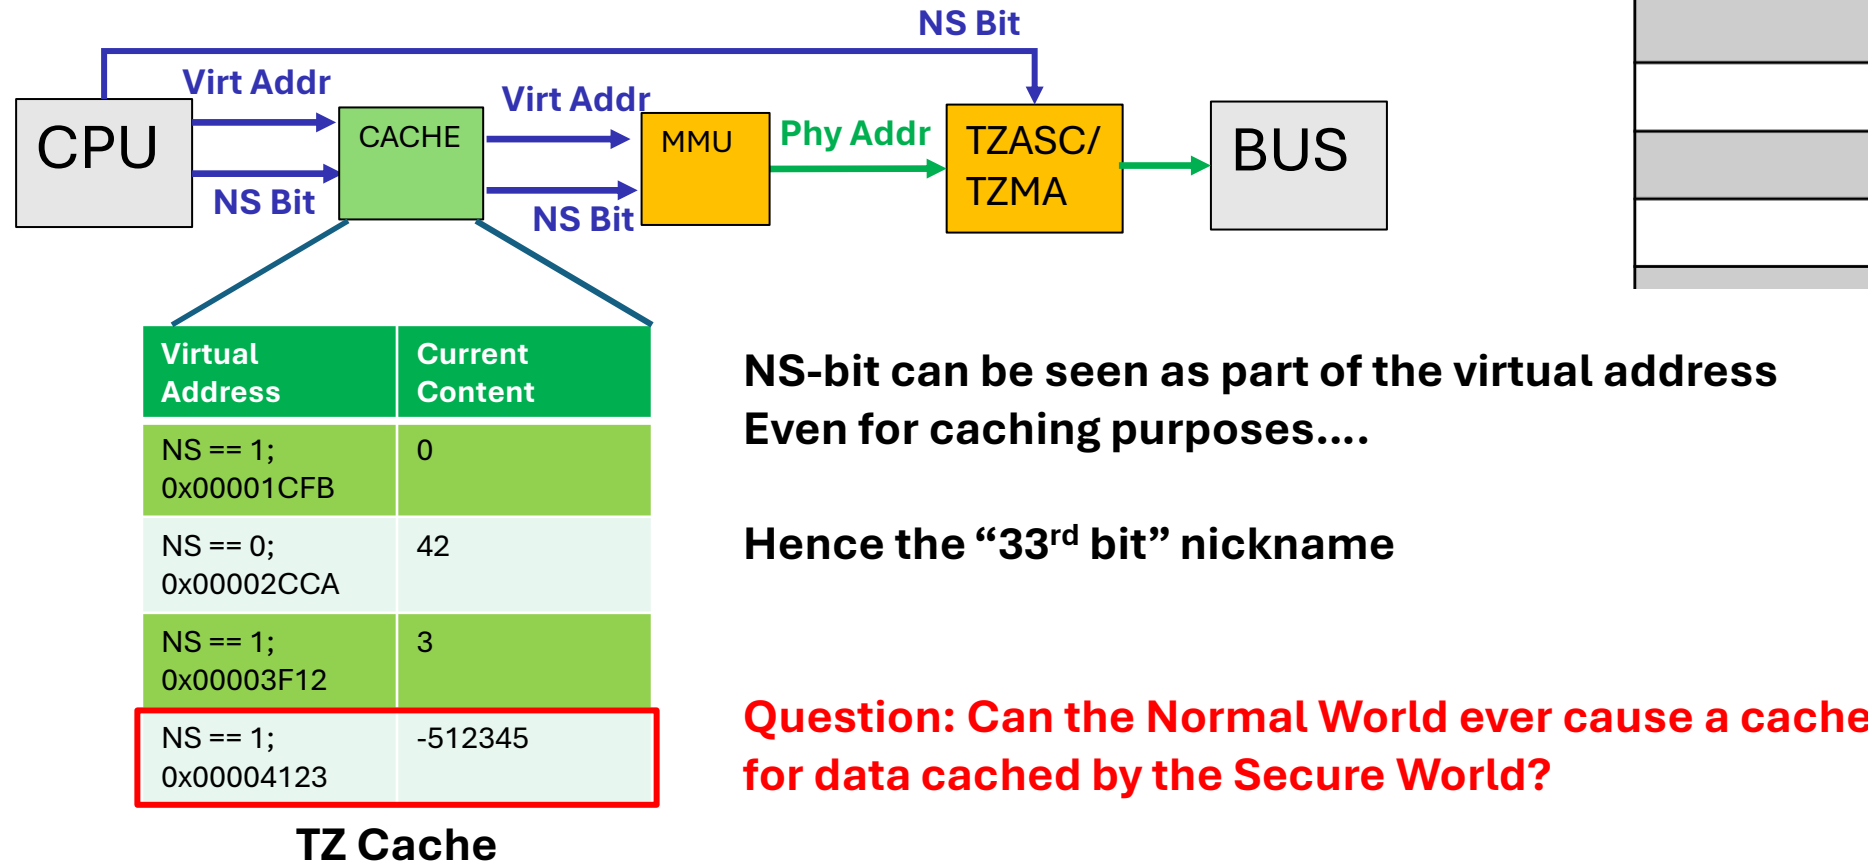 NS Bit
Virt Addr
Virt Addr
CPU
CACHE
MMU
Phy Addr
TZASC/
TZMA
BUS
NS Bit
NS Bit
Virtual
Address
Current
Content
NS == 1;
0x00001CFB
0
NS == 0;
0x00002CCA
42
NS == 1;
0x00003F12
3
NS == 1;
0x00004123
-512345
TZ Cache
NS-bit can be seen as part of the virtual address
Even for caching purposes....
Hence the “33rd bit” nickname
Question: Can the Normal World ever cause a cache
for data cached by the Secure World?